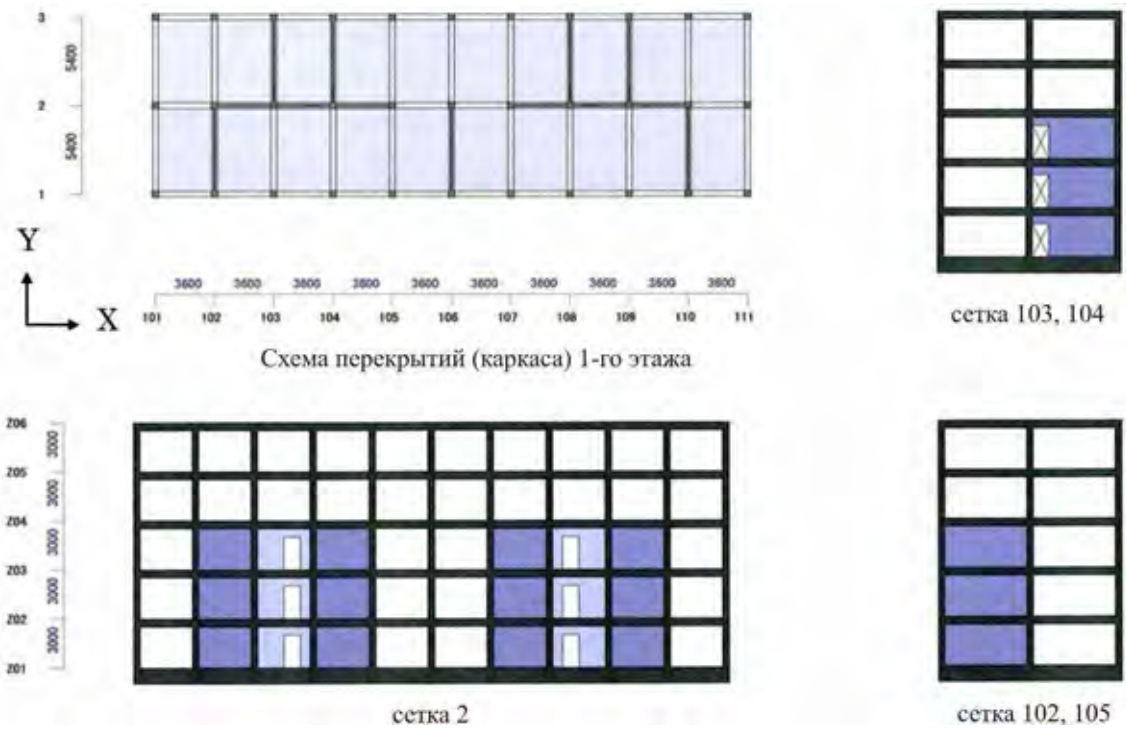 3
5400
2
5400
1
Y
X
3600 3600 3600 3600 3600 3600 3600 3600 3600 3600
101 102 103 104 105 106 107 108 109 110 111
Схема перекрытий (каркаса) 1-го этажа
сетка 103, 104
Z06
3000
Z05
3000
Z04
3000
Z03
3000
Z02
3000
Z01
сетка 2
сетка 102, 105